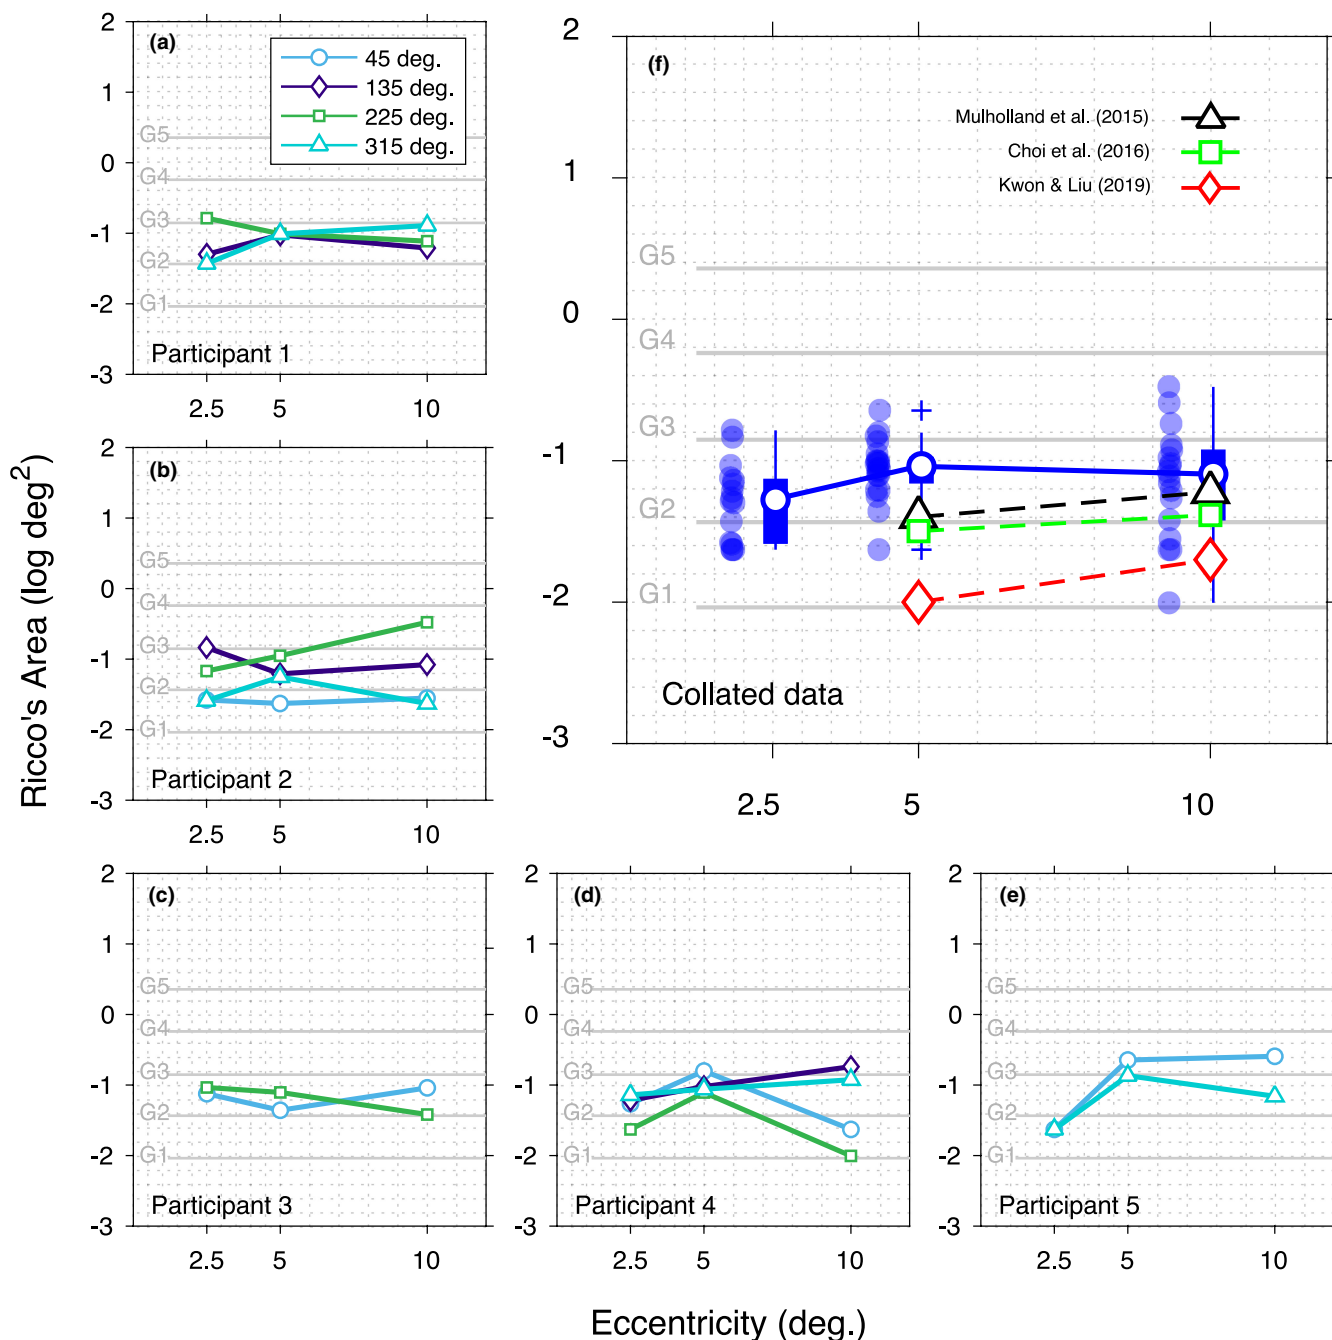 (a)
45 deg.
135 deg.
225 deg.
315 deg.
2
1
0
-1
-2
-3
G5
G4
G3
G2
G1
Participant 1
2.5 5 10
(b)
2
1
0
-1
-2
-3
G5
G4
G3
G2
G1
Participant 2
2.5 5 10
(f)
Mulholland et al. (2015)
Choi et al. (2016)
Kwon & Liu (2019)
2
1
0
-1
-2
-3
G5
G4
G3
G2
G1
Collated data
2.5 5 10
Ricco's Area (log deg²)
(c)
2
1
0
-1
-2
-3
G5
G4
G3
G2
G1
Participant 3
2.5 5 10
(d)
2
1
0
-1
-2
-3
G5
G4
G3
G2
G1
Participant 4
2.5 5 10
(e)
2
1
0
-1
-2
-3
G5
G4
G3
G2
G1
Participant 5
2.5 5 10
Eccentricity (deg.)